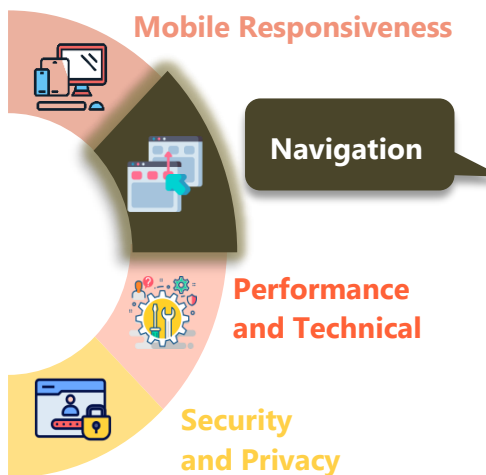 Mobile Responsiveness
Navigation
Performance
and Technical
Security
and Privacy